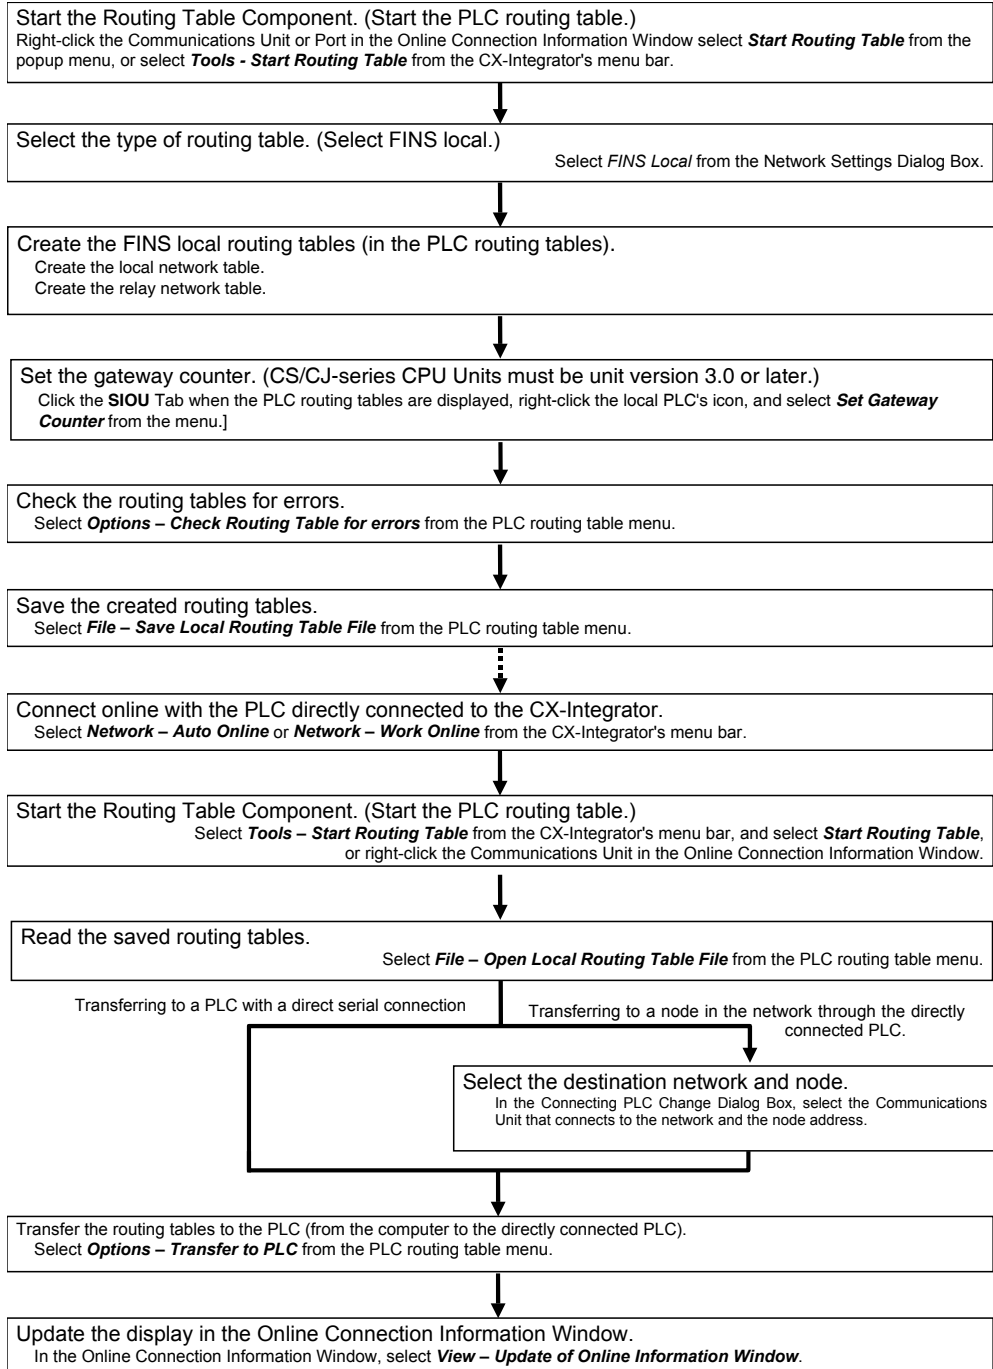 Start the Routing Table Component. (Start the PLC routing table.)
Right-click the Communications Unit or Port in the Online Connection Information Window select Start Routing Table from the
popup menu, or select Tools - Start Routing Table from the CX-Integrator's menu bar.
Select the type of routing table. (Select FINS local.)
Select FINS Local from the Network Settings Dialog Box.
Create the FINS local routing tables (in the PLC routing tables).
Create the local network table.
Create the relay network table.
Set the gateway counter. (CS/CJ-series CPU Units must be unit version 3.0 or later.)
Click the SIOU Tab when the PLC routing tables are displayed, right-click the local PLC's icon, and select Set Gateway
Counter from the menu.]
Check the routing tables for errors.
Select Options – Check Routing Table for errors from the PLC routing table menu.
Save the created routing tables.
Select File – Save Local Routing Table File from the PLC routing table menu.
Connect online with the PLC directly connected to the CX-Integrator.
Select Network – Auto Online or Network – Work Online from the CX-Integrator's menu bar.
Start the Routing Table Component. (Start the PLC routing table.)
Select Tools – Start Routing Table from the CX-Integrator's menu bar, and select Start Routing Table,
or right-click the Communications Unit in the Online Connection Information Window.
Read the saved routing tables.
Select File – Open Local Routing Table File from the PLC routing table menu.
Transferring to a PLC with a direct serial connection
Transferring to a node in the network through the directly
connected PLC.
Select the destination network and node.
In the Connecting PLC Change Dialog Box, select the Communications
Unit that connects to the network and the node address.
Transfer the routing tables to the PLC (from the computer to the directly connected PLC).
Select Options – Transfer to PLC from the PLC routing table menu.
Update the display in the Online Connection Information Window.
In the Online Connection Information Window, select View – Update of Online Information Window.